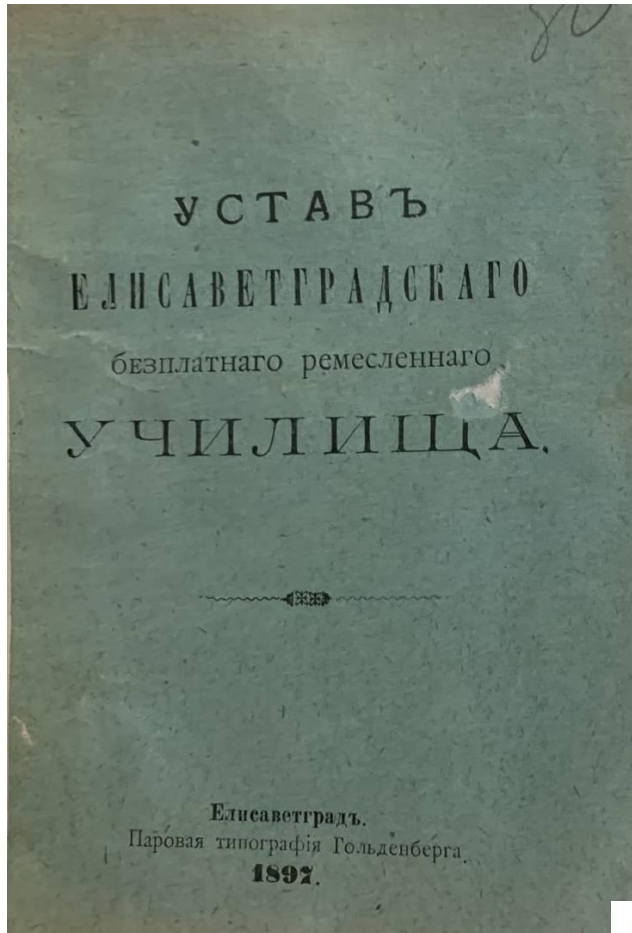 УСТАВЪ
ЕЛИСАВЕТГРАДСКАГО
безплатнаго ремесленнаго
УЧИЛИЩА.
Елисаветградъ.
Паровая типографія Гольденберга.
1897.